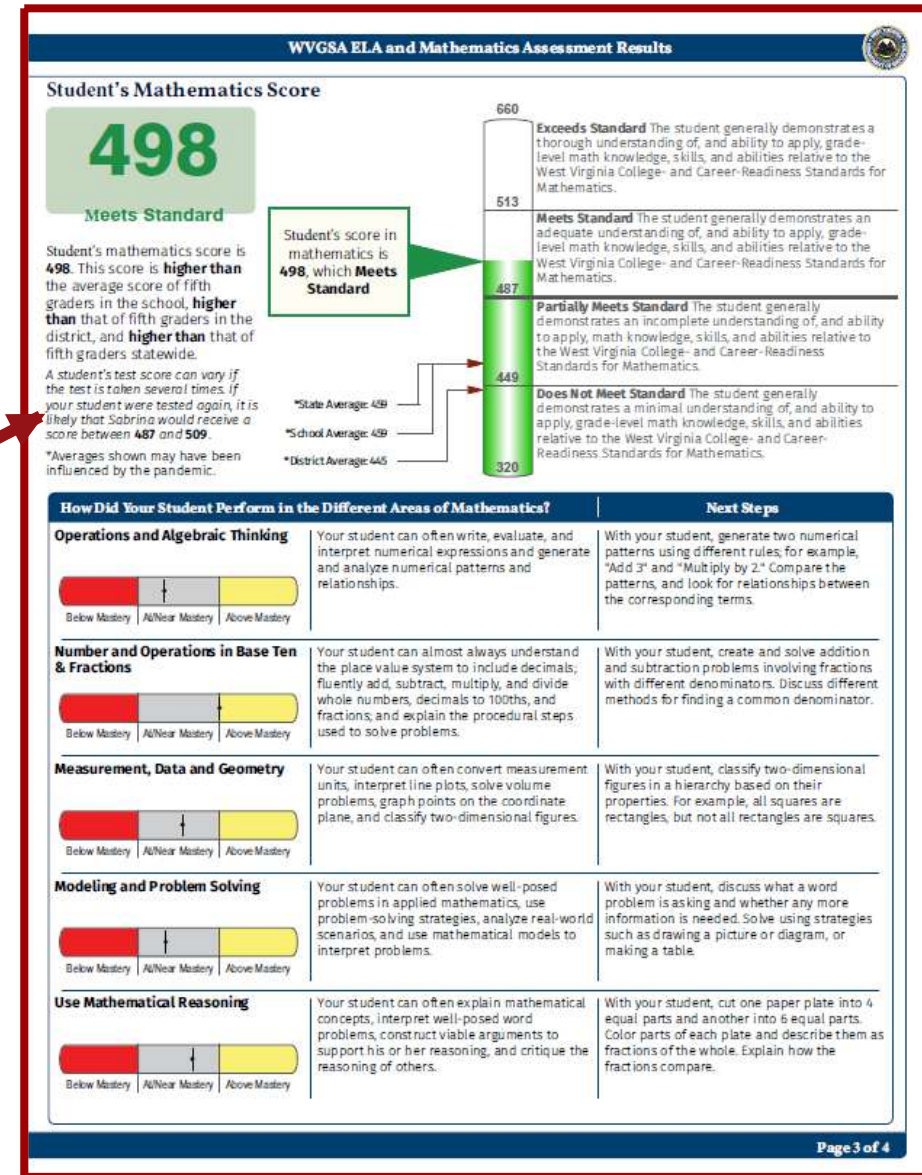 WVGSA ELA and Mathematics Assessment Results
Student's Mathematics Score
498
Meets Standard
Student's mathematics score is
498. This score is higher than
the average score of fifth
graders in the school, higher
than that of fifth graders in the
district, and higher than that of
fifth graders statewide.
A student's test score can vary if
the test is taken several times. If
your student were tested again, it is
likely that Sabrina would receive a
score between 487 and 509.
*Averages shown may have been
influenced by the pandemic.
Student's score in
mathematics is
498, which Meets
Standard
*State Average: 459
*School Average: 459
*District Average: 445
660
513
487
449
320
Exceeds Standard The student generally demonstrates a
thorough understanding of, and ability to apply, grade-
level math knowledge, skills, and abilities relative to the
West Virginia College- and Career-Readiness Standards for
Mathematics.
Meets Standard The student generally demonstrates an
adequate understanding of, and ability to apply, grade-
level math knowledge, skills, and abilities relative to the
West Virginia College- and Career-Readiness Standards for
Mathematics.
Partially Meets Standard The student generally
demonstrates an incomplete understanding of, and ability
to apply, math knowledge, skills, and abilities relative to
the West Virginia College- and Career-Readiness
Standards for Mathematics.
Does Not Meet Standard The student generally
demonstrates a minimal understanding of, and ability to
apply, grade-level math knowledge, skills, and abilities
relative to the West Virginia College- and Career-
Readiness Standards for Mathematics.
How Did Your Student Perform in the Different Areas of Mathematics?
Next Steps
Operations and Algebraic Thinking
Below Mastery At/Near Mastery Above Mastery
Your student can often write, evaluate, and
interpret numerical expressions and generate
and analyze numerical patterns and
relationships.
With your student, generate two numerical
patterns using different rules; for example,
"Add 3" and "Multiply by 2." Compare the
patterns, and look for relationships between
the corresponding terms.
Number and Operations in Base Ten
& Fractions
Below Mastery At/Near Mastery Above Mastery
Your student can almost always understand
the place value system to include decimals;
fluently add, subtract, multiply, and divide
whole numbers, decimals to 100ths, and
fractions; and explain the procedural steps
used to solve problems.
With your student, create and solve addition
and subtraction problems involving fractions
with different denominators. Discuss different
methods for finding a common denominator.
Measurement, Data and Geometry
Below Mastery At/Near Mastery Above Mastery
Your student can often convert measurement
units, interpret line plots, solve volume
problems, graph points on the coordinate
plane, and classify two-dimensional figures.
With your student, classify two-dimensional
figures in a hierarchy based on their
properties. For example, all squares are
rectangles, but not all rectangles are squares.
Modeling and Problem Solving
Below Mastery At/Near Mastery Above Mastery
Your student can often solve well-posed
problems in applied mathematics, use
problem-solving strategies, analyze real-world
scenarios, and use mathematical models to
interpret problems.
With your student, discuss what a word
problem is asking and whether any more
information is needed. Solve using strategies
such as drawing a picture or diagram, or
making a table.
Use Mathematical Reasoning
Below Mastery At/Near Mastery Above Mastery
Your student can often explain mathematical
concepts, interpret well-posed word
problems, construct viable arguments to
support his or her reasoning, and critique the
reasoning of others.
With your student, cut one paper plate into 4
equal parts and another into 6 equal parts.
Color parts of each plate and describe them as
fractions of the whole. Explain how the
fractions compare.
Page 3 of 4